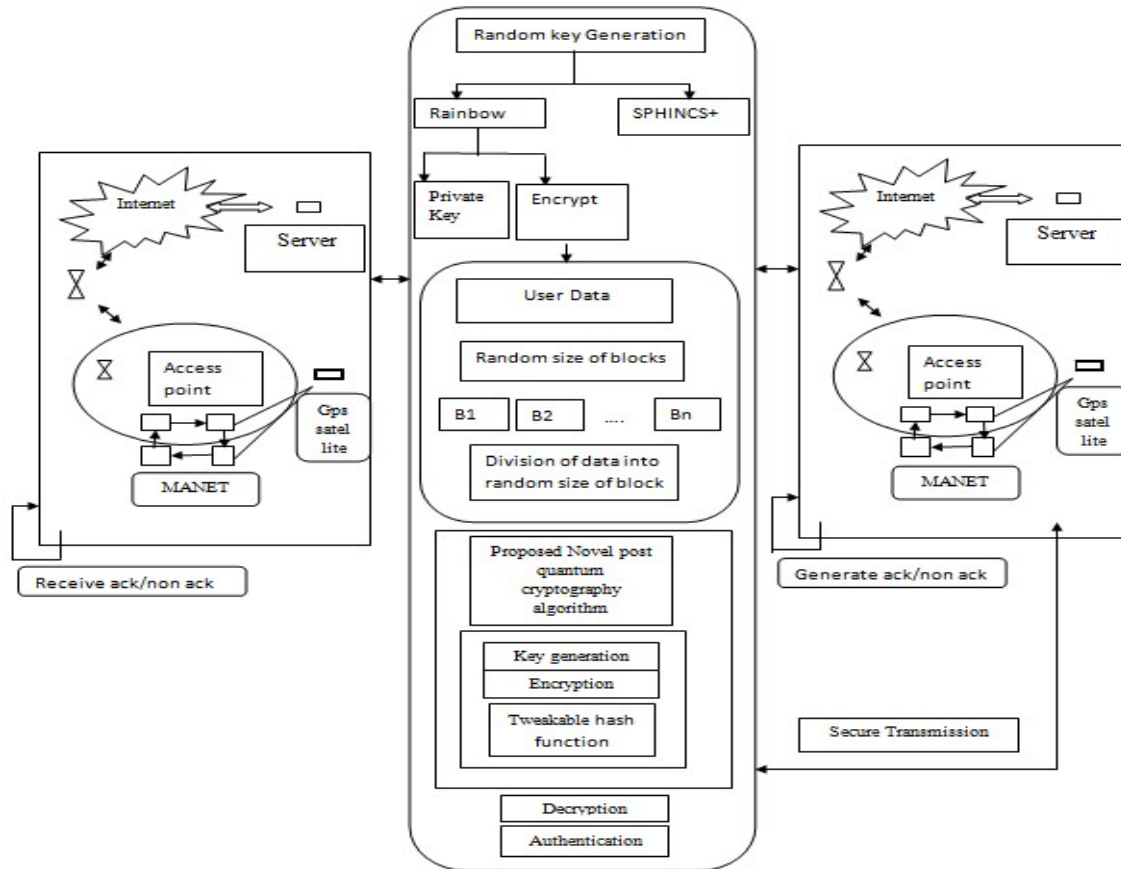 Random key Generation
Rainbow
SPHINCS+
Private
Key
Encrypt
User Data
Random size of blocks
B1
B2
....
Bn
Division of data into
random size of block
Proposed Novel post
quantum
cryptography
algorithm
Key generation
Encryption
Tweakable hash
function
Decryption
Authentication
Internet
Server
Access
point
Gps
satel
lite
MANET
Receive ack/non ack
Internet
Server
Access
point
Gps
satel
lite
MANET
Generate ack/non ack
Secure Transmission